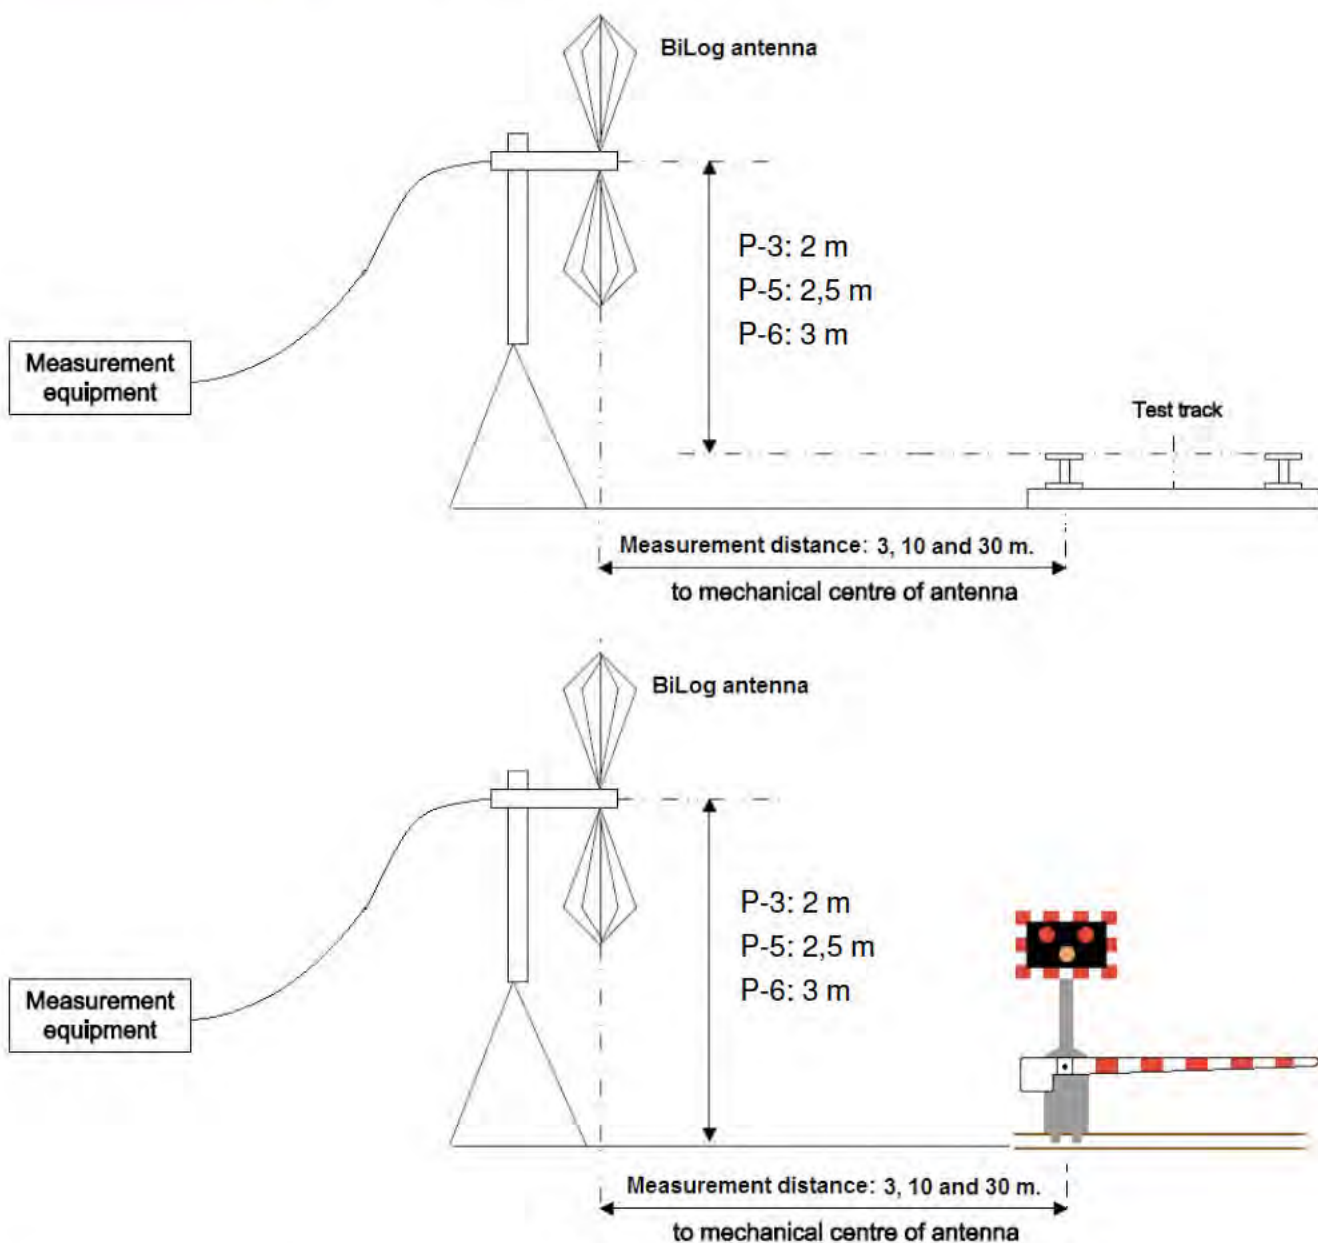 BiLog antenna
P-3: 2 m
P-5: 2,5 m
P-6: 3 m
Measurement
equipment
Test track
Measurement distance: 3, 10 and 30 m.
to mechanical centre of antenna
BiLog antenna
P-3: 2 m
P-5: 2,5 m
P-6: 3 m
Measurement
equipment
Measurement distance: 3, 10 and 30 m.
to mechanical centre of antenna